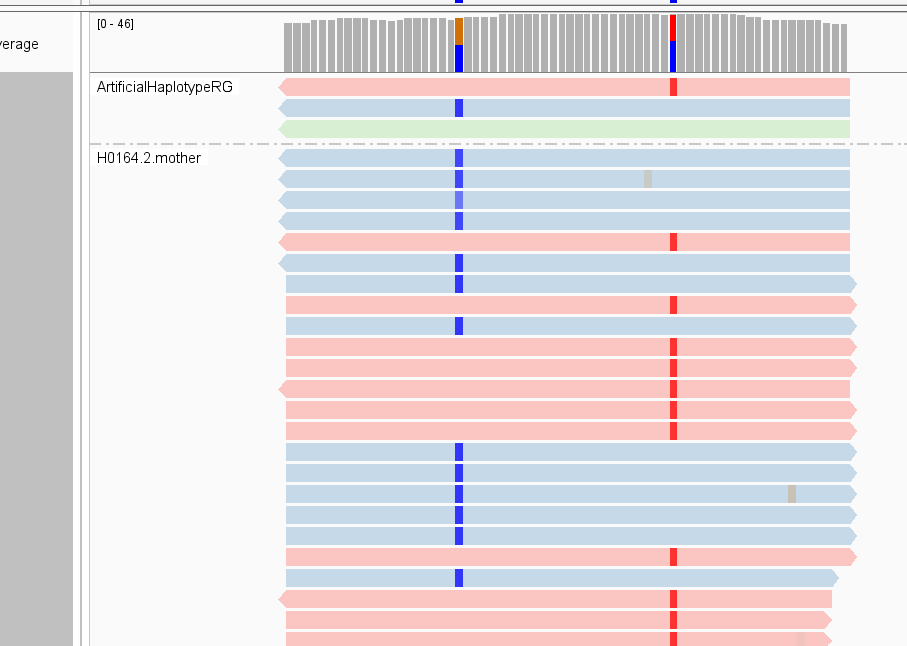 [0 - 46]
verage
ArtificialHaplotypeRG
H0164.2.mother